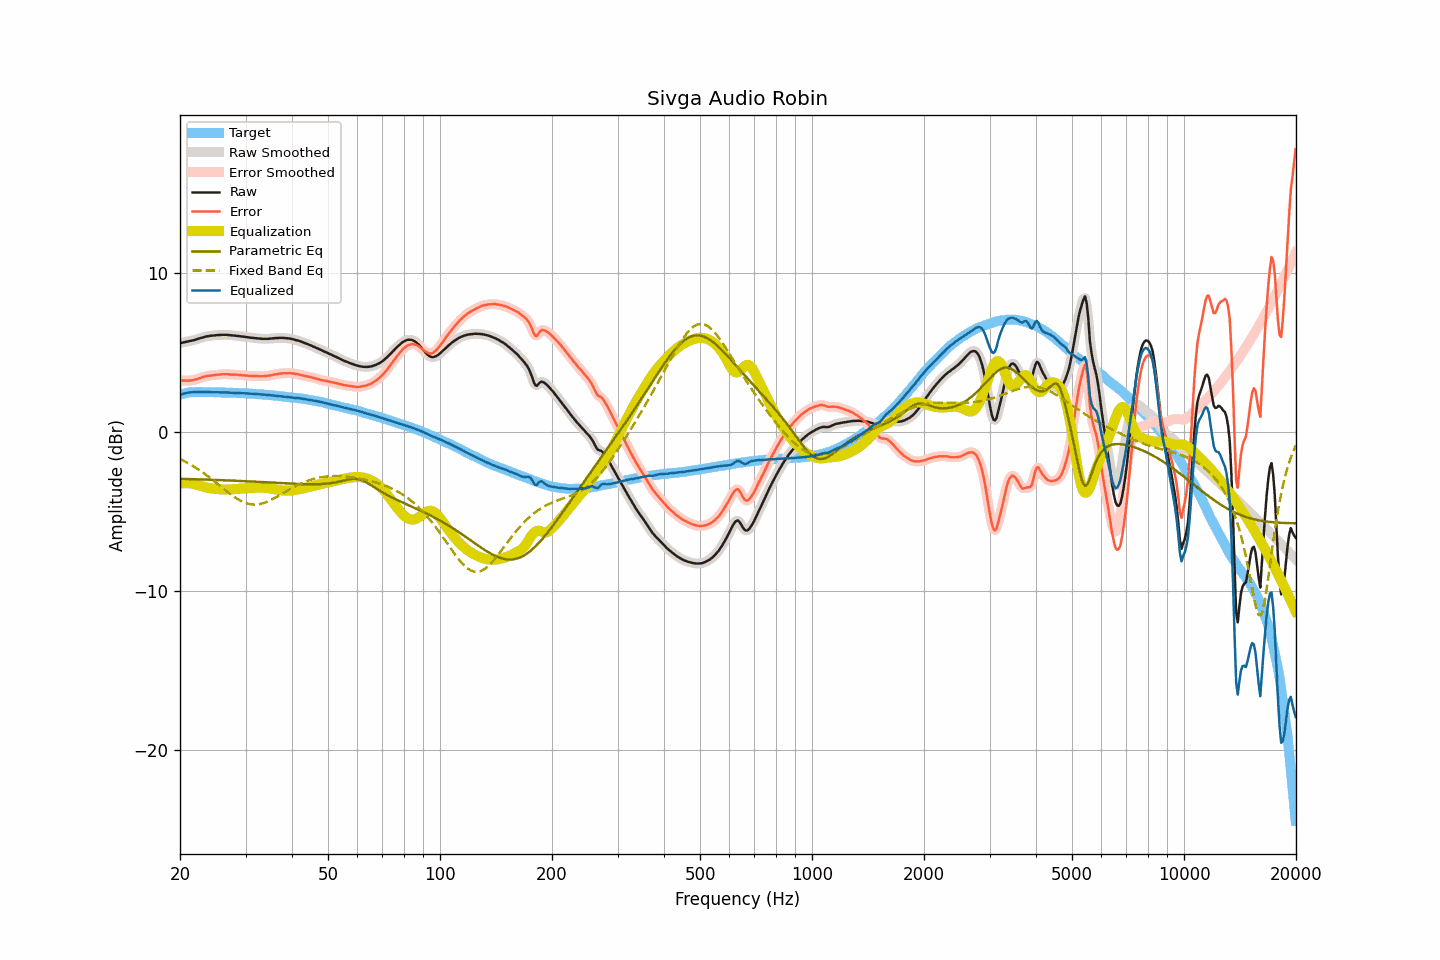 Sivga Audio Robin
Target
Raw Smoothed
Error Smoothed
Raw
Error
Equalization
Parametric Eq
Fixed Band Eq
Equalized
10
0
−10
−20
Amplitude (dBr)
20 50 100 200 500 1000 2000 5000 10000 20000
Frequency (Hz)